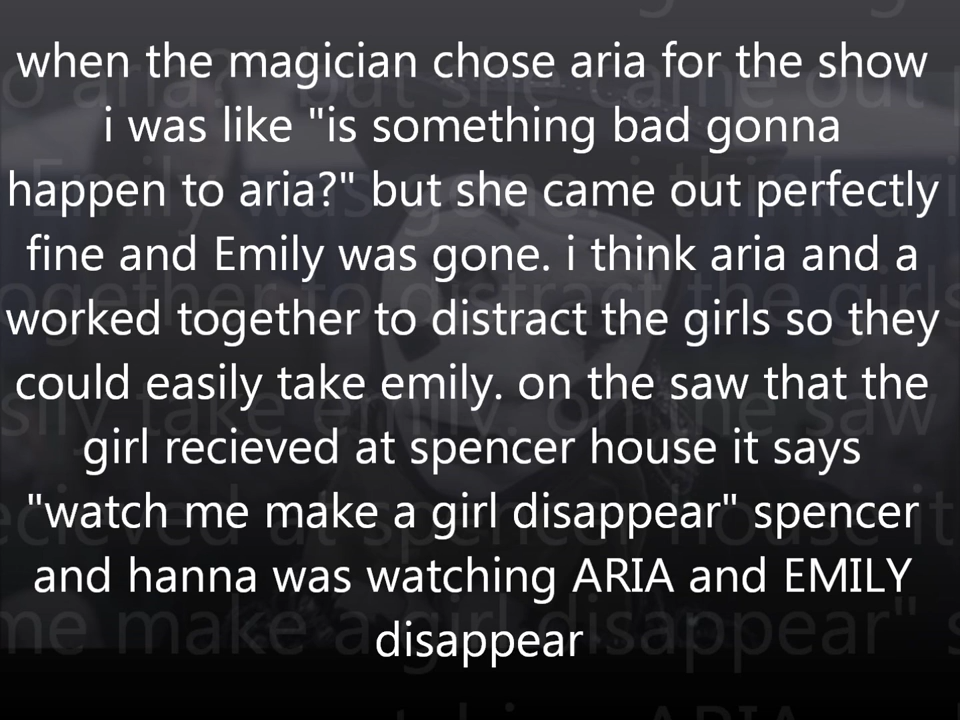 when the magician chose aria for the show
i was like "is something bad gonna
happen to aria?" but she came out perfectly
fine and Emily was gone. i think aria and a
worked together to distract the girls so they
could easily take emily. on the saw that the
girl recieved at spencer house it says
"watch me make a girl disappear" spencer
and hanna was watching ARIA and EMILY
disappear